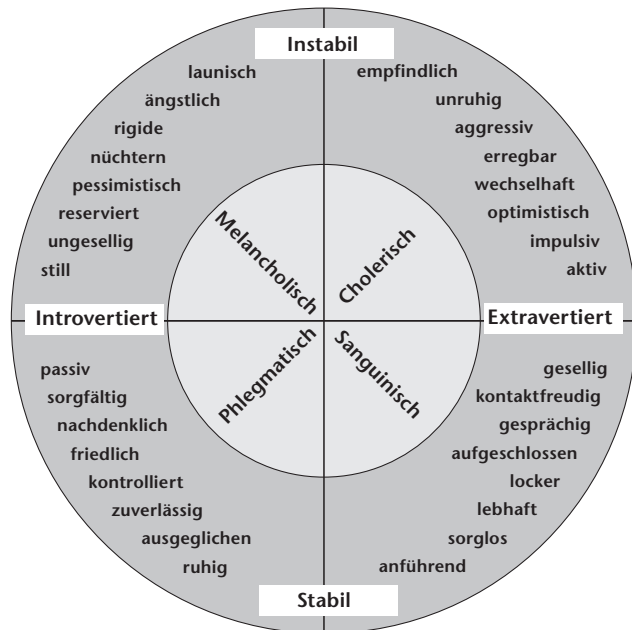 Instabil
launisch
ängstlich
rigide
nüchtern
pessimistisch
reserviert
ungesellig
still
empfindlich
unruhig
aggressiv
erregbar
wechselhaft
optimistisch
impulsiv
aktiv
Melancholisch
Cholerisch
Introvertiert
Extravertiert
Phlegmatisch
Sanguinisch
passiv
sorgfältig
nachdenklich
friedlich
kontrolliert
zuverlässig
ausgeglichen
ruhig
gesellig
kontaktfreudig
gesprächig
aufgeschlossen
locker
lebhaft
sorglos
anführend
Stabil